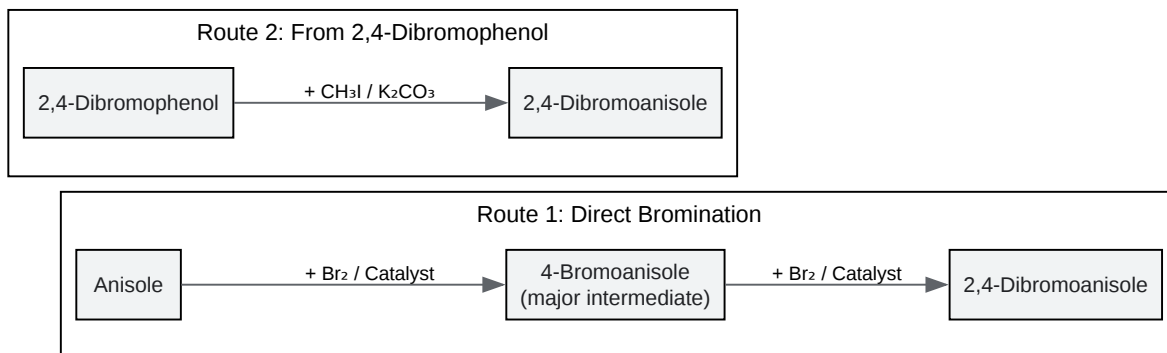 Route 2: From 2,4-Dibromophenol
2,4-Dibromophenol
+ CH₃I / K₂CO₃
2,4-Dibromoanisole
Route 1: Direct Bromination
Anisole
+ Br₂ / Catalyst
4-Bromoanisole
(major intermediate)
+ Br₂ / Catalyst
2,4-Dibromoanisole